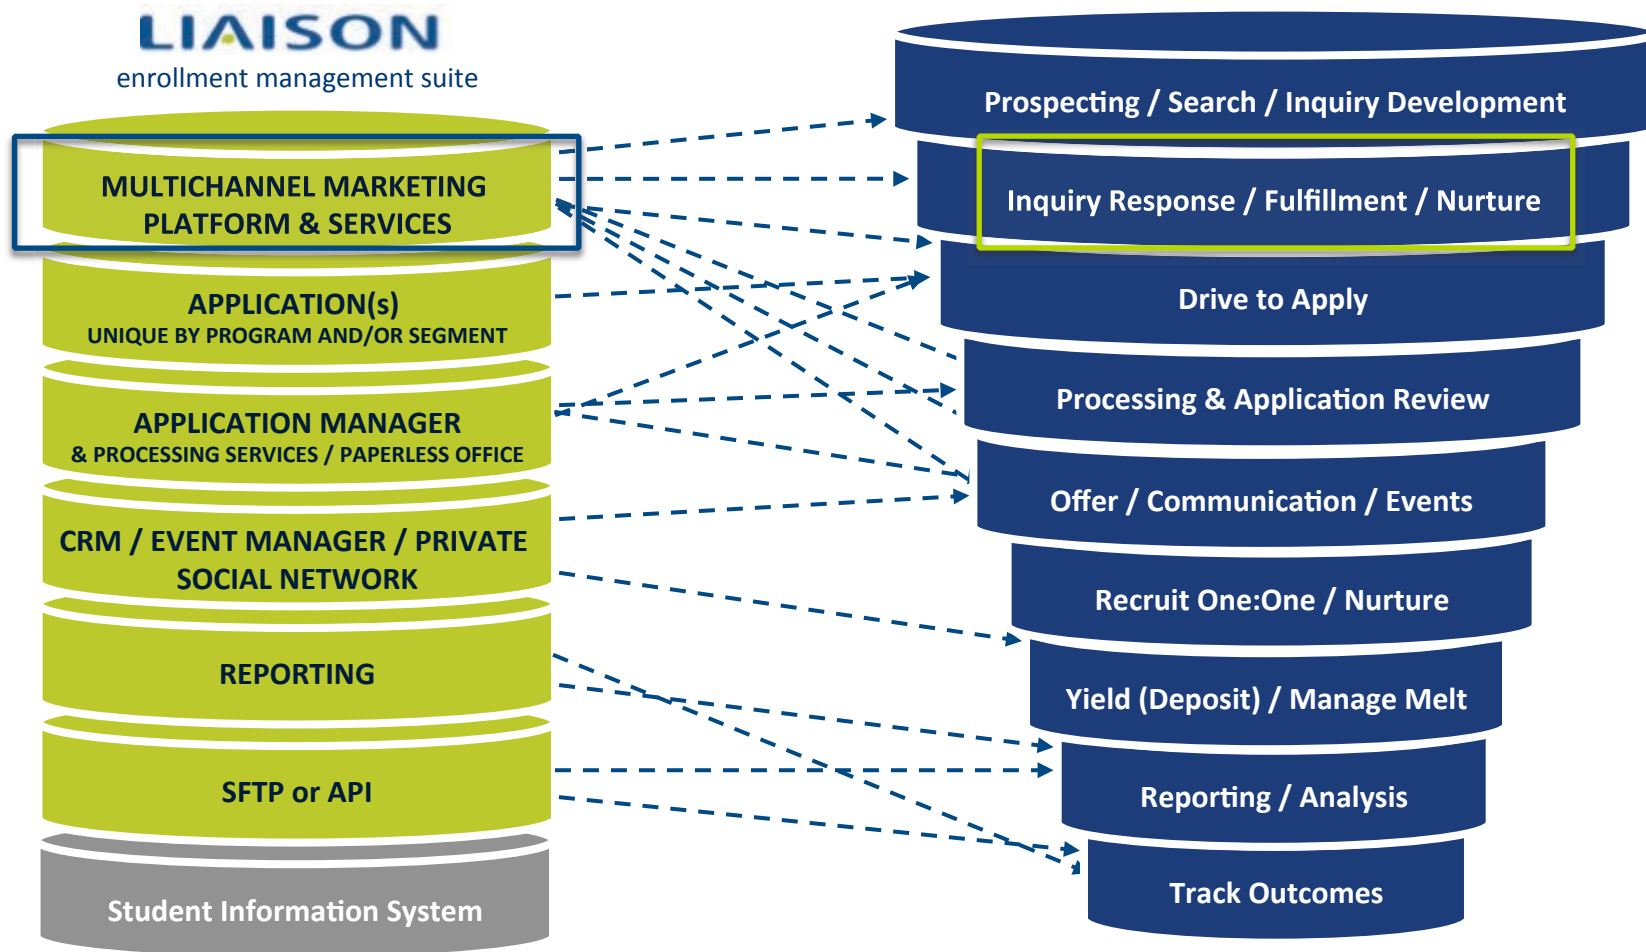 LIAISON
enrollment management suite
MULTICHANNEL MARKETING
PLATFORM & SERVICES
APPLICATION(s)
UNIQUE BY PROGRAM AND/OR SEGMENT
APPLICATION MANAGER
& PROCESSING SERVICES / PAPERLESS OFFICE
CRM / EVENT MANAGER / PRIVATE
SOCIAL NETWORK
REPORTING
SFTP or API
Student Information System
Prospecting / Search / Inquiry Development
Inquiry Response / Fulfillment / Nurture
Drive to Apply
Processing & Application Review
Offer / Communication / Events
Recruit One:One / Nurture
Yield (Deposit) / Manage Melt
Reporting / Analysis
Track Outcomes